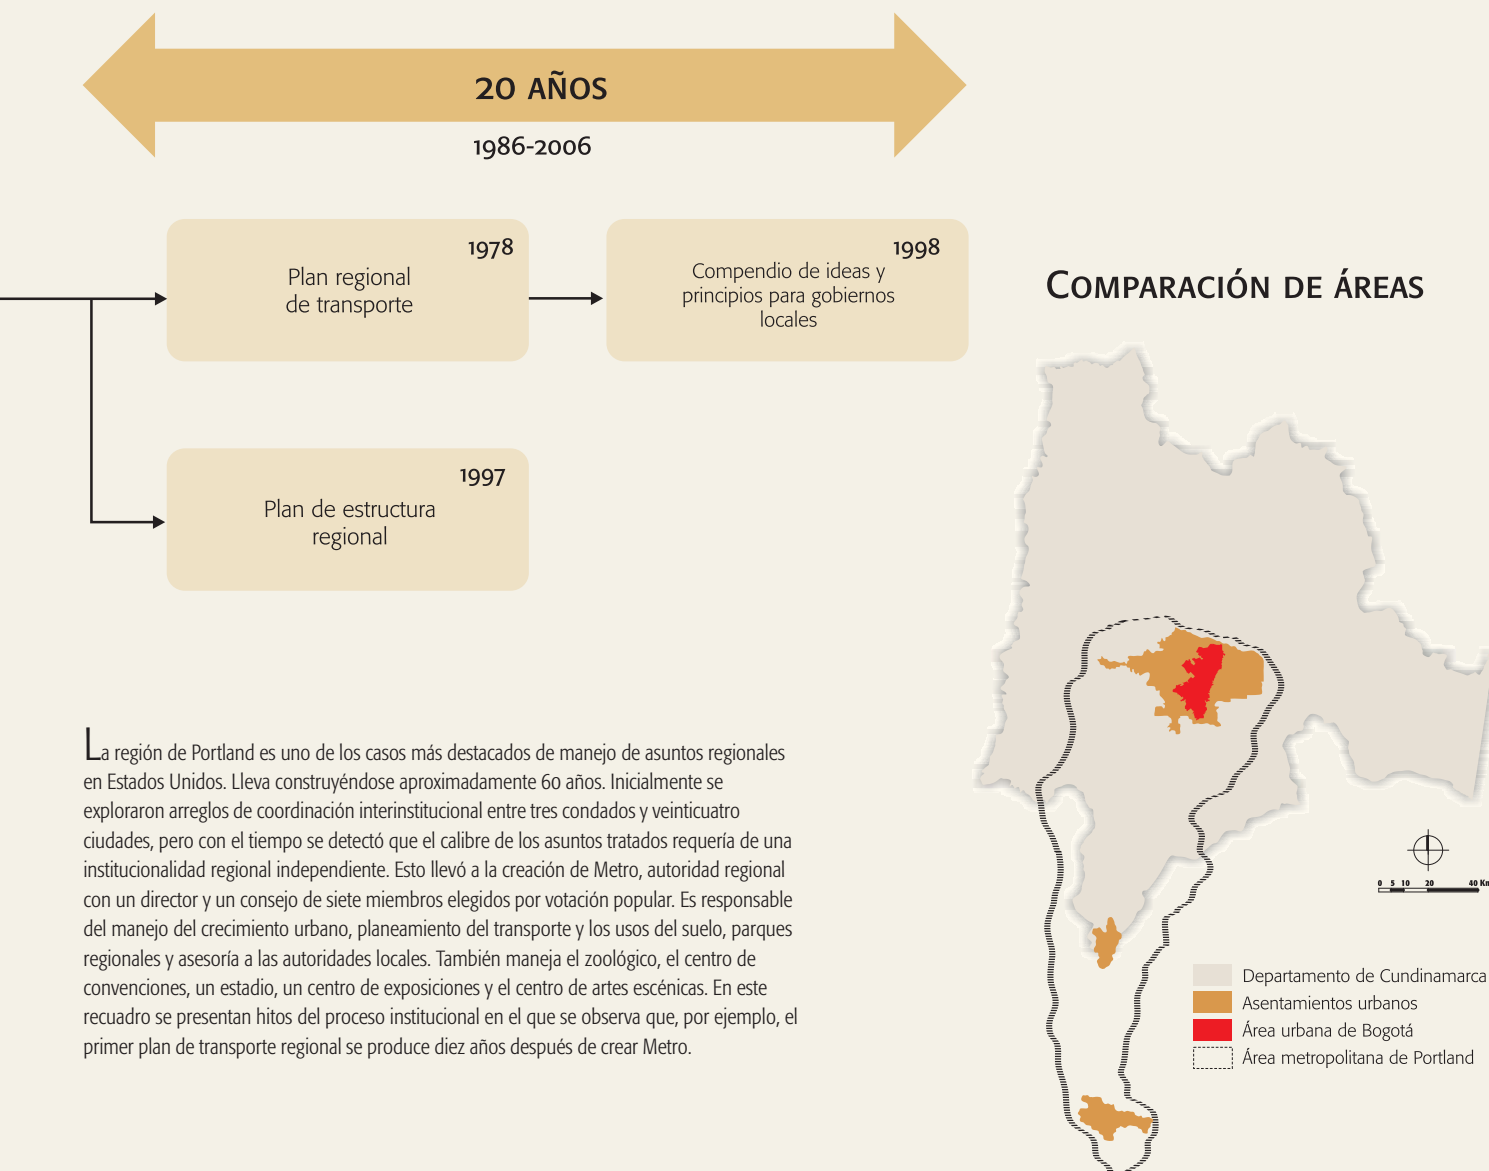 20 AÑOS
1986-2006
1978
Plan regional
de transporte
1998
Compendio de ideas y
principios para gobiernos
locales
1997
Plan de estructura
regional
La región de Portland es uno de los casos más destacados de manejo de asuntos regionales
en Estados Unidos. Lleva construyéndose aproximadamente 60 años. Inicialmente se
exploraron arreglos de coordinación interinstitucional entre tres condados y veinticuatro
ciudades, pero con el tiempo se detectó que el calibre de los asuntos tratados requería de una
institucionalidad regional independiente. Esto llevó a la creación de Metro, autoridad regional
con un director y un consejo de siete miembros elegidos por votación popular. Es responsable
del manejo del crecimiento urbano, planeamiento del transporte y los usos del suelo, parques
regionales y asesoría a las autoridades locales. También maneja el zoológico, el centro de
convenciones, un estadio, un centro de exposiciones y el centro de artes escénicas. En este
recuadro se presentan hitos del proceso institucional en el que se observa que, por ejemplo, el
primer plan de transporte regional se produce diez años después de crear Metro.
COMPARACIÓN DE ÁREAS
0 5 10 20 40 Km
Departamento de Cundinamarca
Asentamientos urbanos
Área urbana de Bogotá
Área metropolitana de Portland